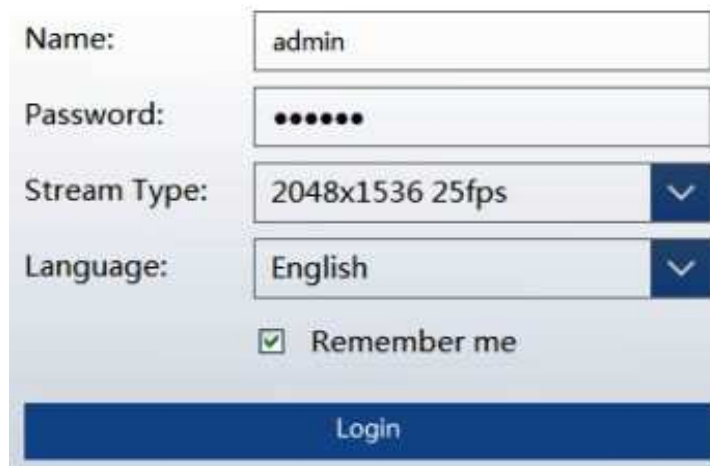 Name: admin
Password: ••••••
Stream Type: 2048x1536 25fps
Language: English
Remember me
Login